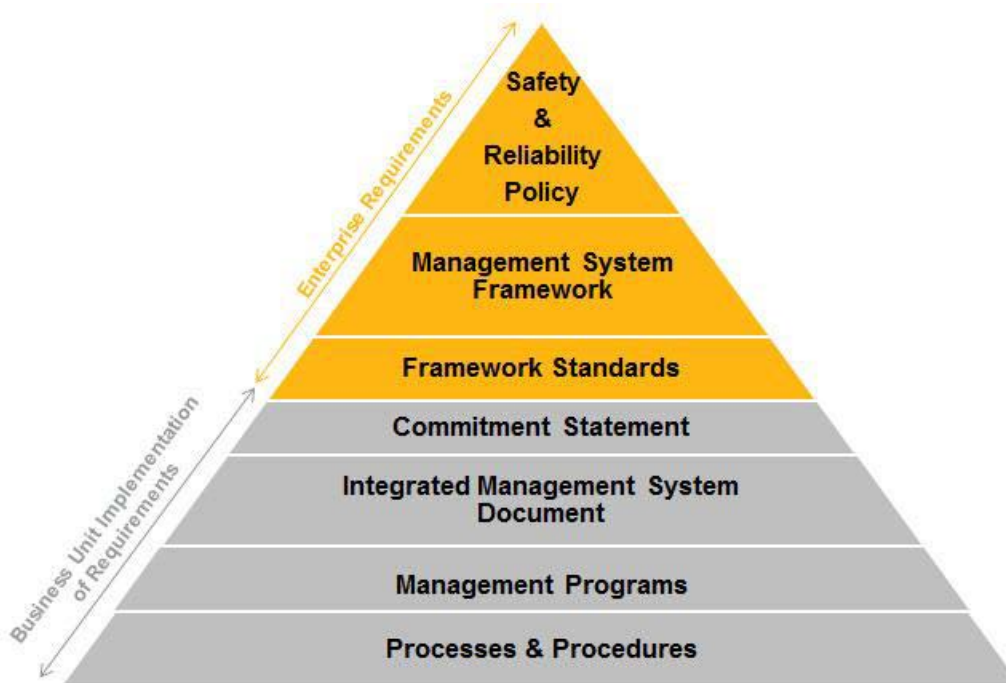 Safety
&
Reliability
Policy
Enterprise Requirements
Management System
Framework
Framework Standards
Commitment Statement
Business Unit Implementation
of Requirements
Integrated Management System
Document
Management Programs
Processes & Procedures